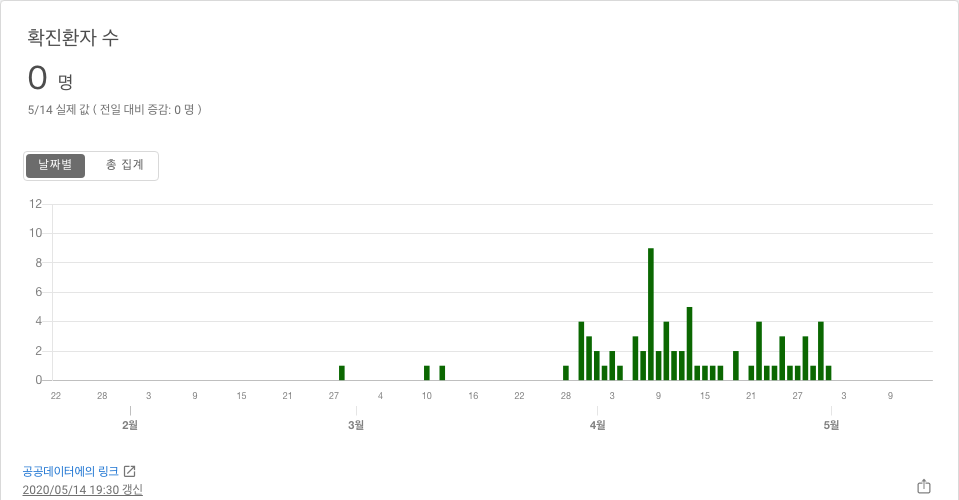 확진환자 수
0 명
5/14 실제 값 ( 전일 대비 증감: 0 명 )
날짜별 총 집계
12
10
8
6
4
2
0
22 28 3 9 15 21 27 4 10 16 22 28 3 9 15 21 27 3 9
2월 3월 4월 5월
공공데이터에의 링크
2020/05/14 19:30 갱신